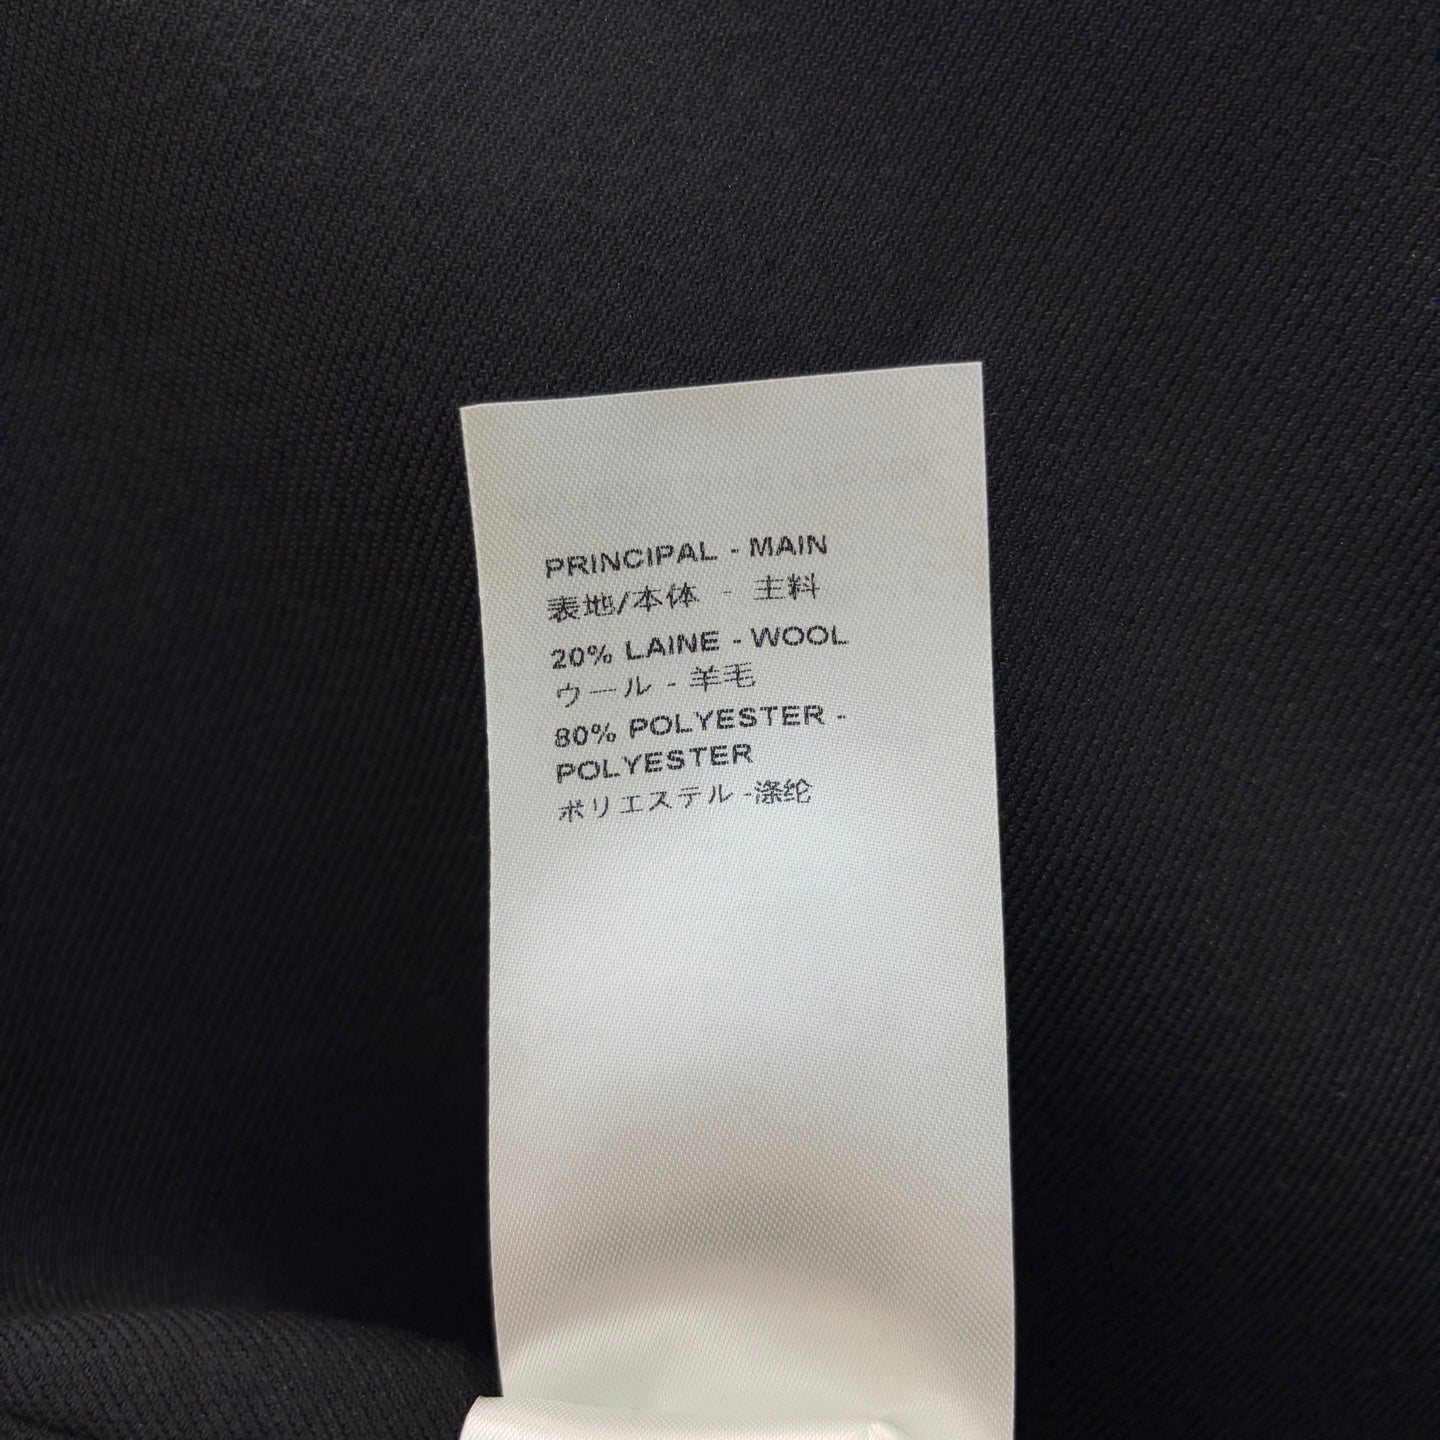 PRINCIPAL - MAIN
表地/本体 - 主料
20% LAINE - WOOL
ウール - 羊毛
80% POLYESTER -
POLYESTER
ポリエステル -涤纶